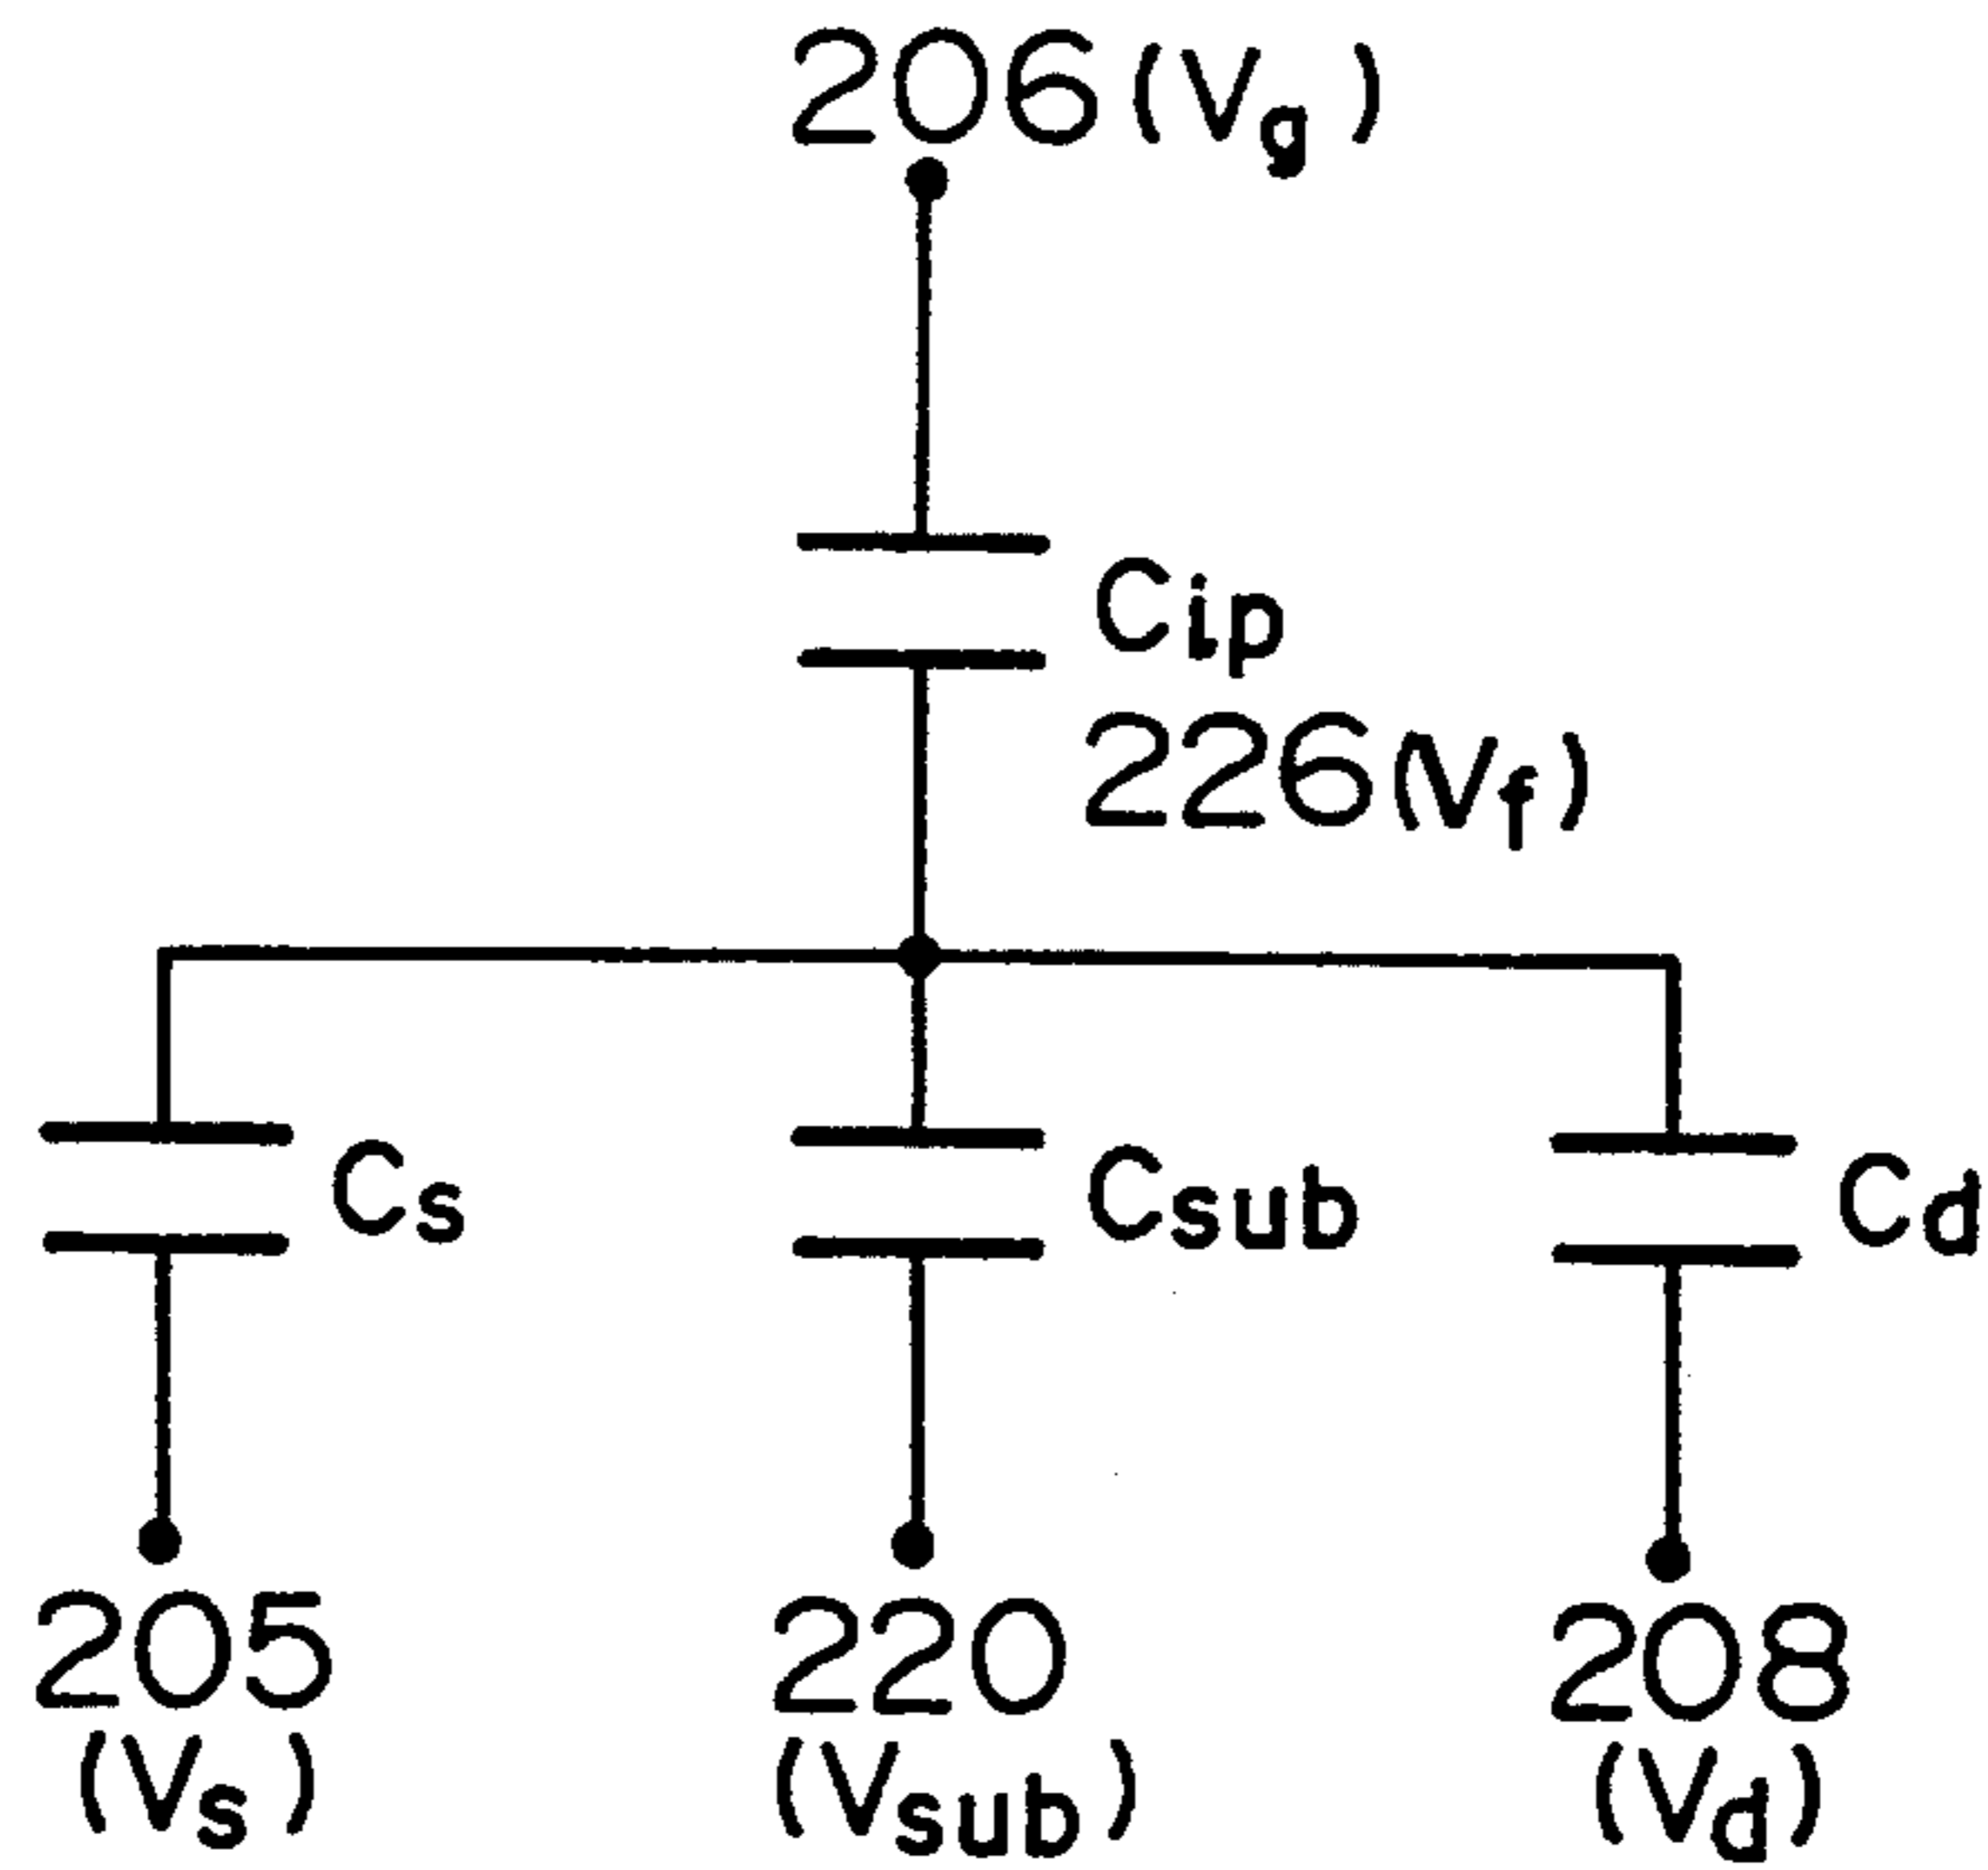 206 (Vg)
Cip
226 (Vf)
Cs
Csub
Cd
205
220
208
(Vs)
(Vsub)
(Vd)